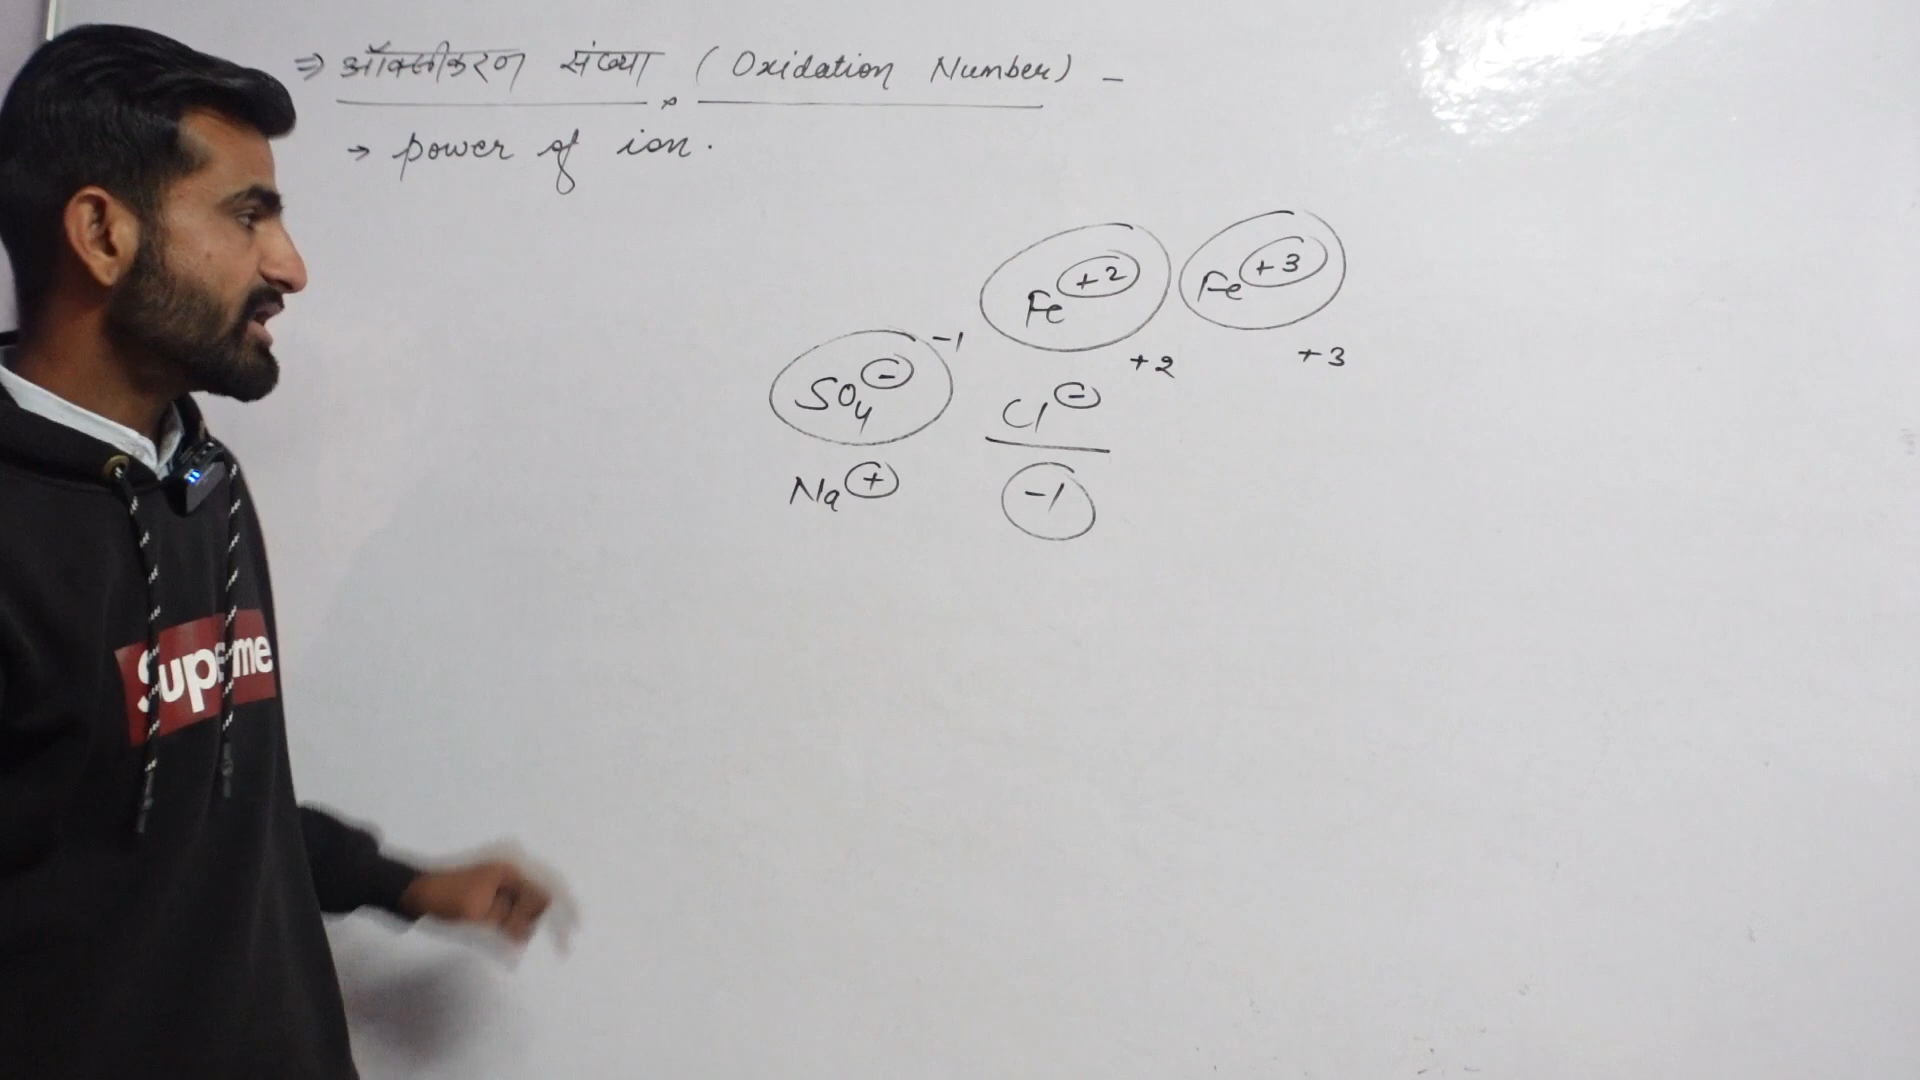 ⇒ ऑक्सीकरण संख्या (Oxidation Number) -
→ power of ion.
Fe+2 Fe+3
+2 +3
SO4- -1
Cl-
Na+
-1
Supreme